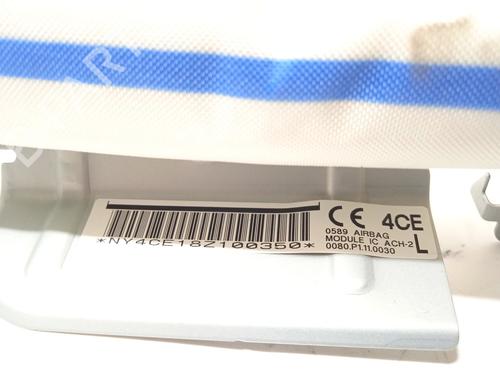 CE 4CE
0589 AIRBAG
MODULE IC ACH-2
0080.P1.11.0030 L
*NY4CE18Z100350*